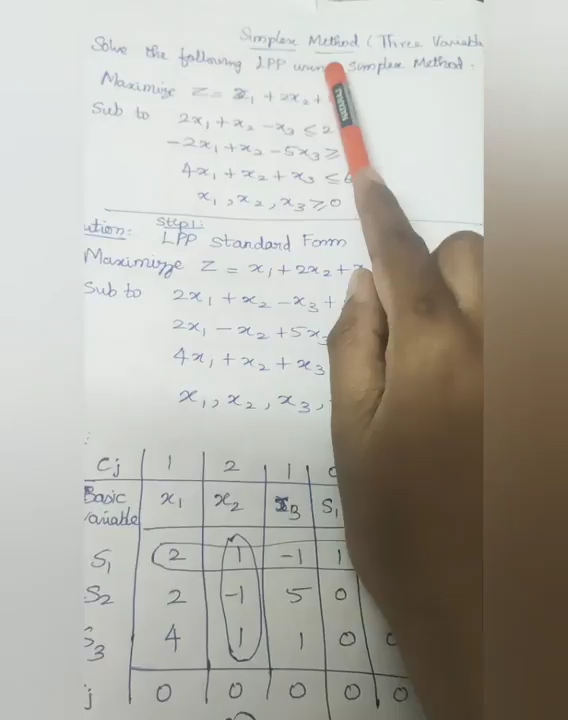 Simplex Method (Three Variable
Solve the following LPP using simplex Method:
Maximize Z = x₁ + 2x₂ +
Sub to 2x₁ + x₂ - x₃ ≤ 2
-2x₁ + x₂ - 5x₃ ≥
4x₁ + x₂ + x₃ ≤ 6
x₁, x₂, x₃ ≥ 0
ution: Step1:
LPP Standard Form
Maximize Z = x₁ + 2x₂ +
Sub to 2x₁ + x₂ - x₃ +
2x₁ - x₂ + 5x₃
4x₁ + x₂ + x₃
x₁, x₂, x₃,
Cj 1 2 1 0
Basic Variable x₁ x₂ x₃ S₁
S₁ 2 1 -1 1
S₂ 2 -1 5 0
S₃ 4 1 1 0 0
j 0 0 0 0 0